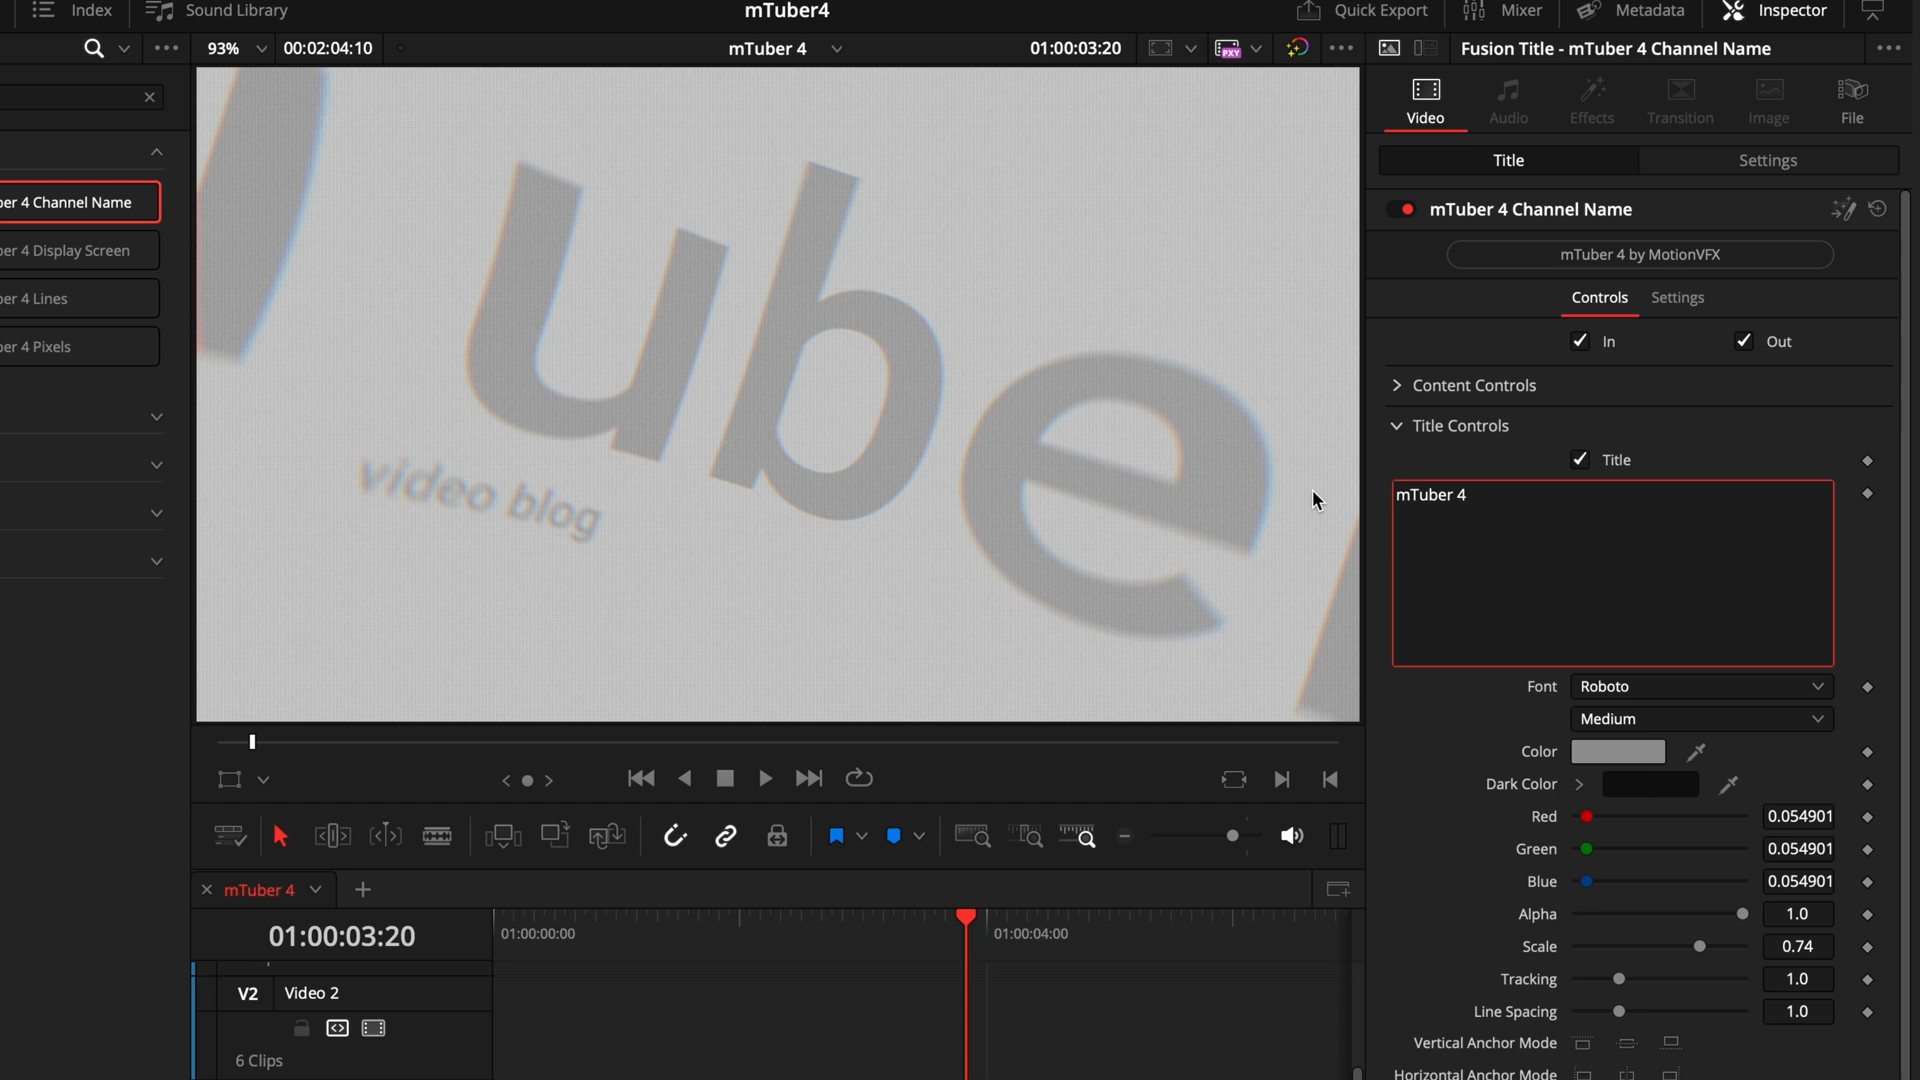 Index
Sound Library
mTuber4
Quick Export
Mixer
Metadata
Inspector
93%
00:02:04:10
mTuber 4
01:00:03:20
PXY
Fusion Title - mTuber 4 Channel Name
Video
Audio
Effects
Transition
Image
File
Title
Settings
ber 4 Channel Name
ber 4 Display Screen
ber 4 Lines
ber 4 Pixels
ube
video blog
mTuber 4 Channel Name
mTuber 4 by MotionVFX
Controls
Settings
In
Out
Content Controls
Title Controls
Title
mTuber 4
Font
Roboto
Medium
Color
Dark Color
Red
0.054901
Green
0.054901
Blue
0.054901
Alpha
1.0
Scale
0.74
Tracking
1.0
Line Spacing
1.0
Vertical Anchor Mode
Horizontal Anchor Mode
mTuber 4
01:00:03:20
01:00:00:00
01:00:04:00
V2
Video 2
6 Clips